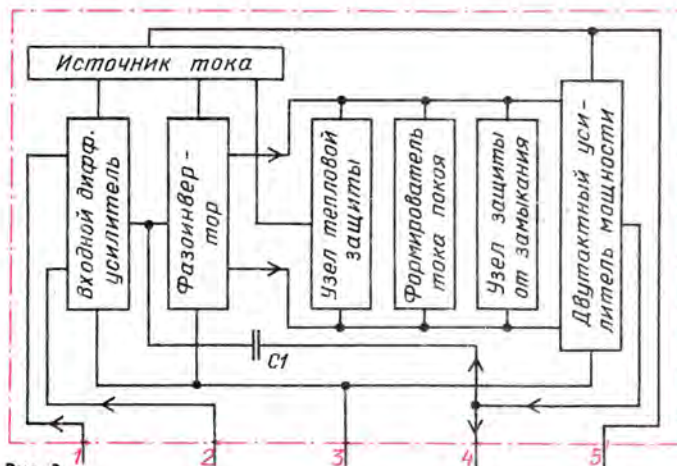 Источник тока
Входной дифф.
усилитель
Фазоинвер-
тор
Узел тепловой
защиты
Формирователь
тока покоя
Узел защиты
от замыкания
Двутактный уси-
литель мощности
C1
1
2
3
4
5